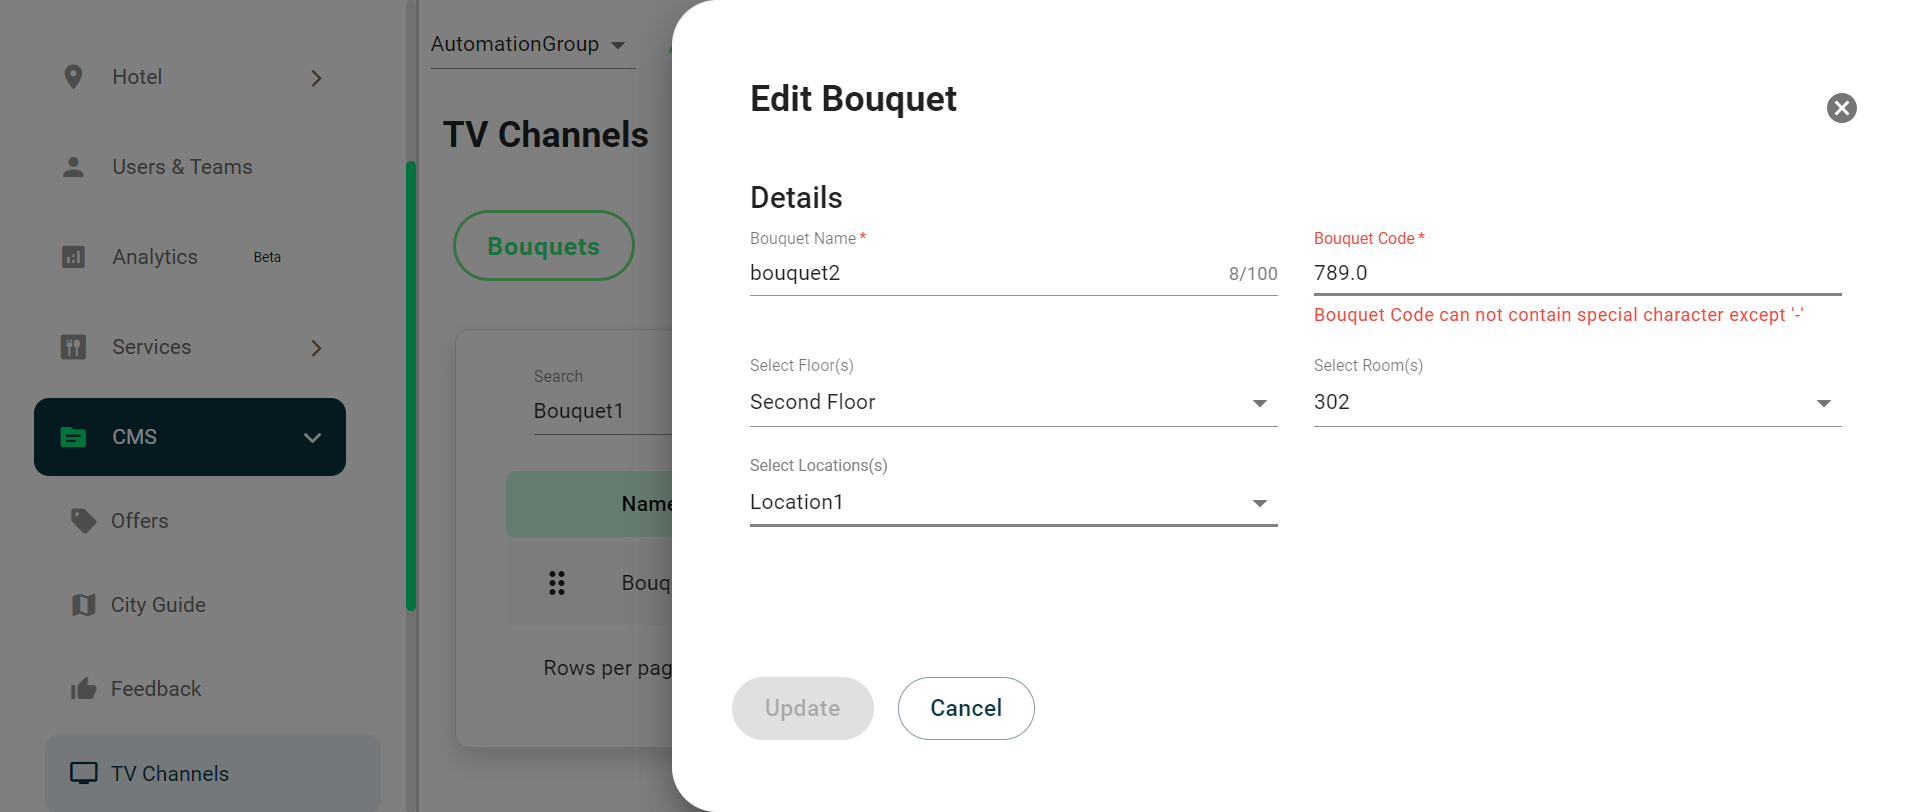 Hotel
Users & Teams
Analytics Beta
Services
CMS
Offers
City Guide
Feedback
TV Channels
AutomationGroup
TV Channels
Bouquets
Search
Bouquet1
Name
Bouq
Rows per pag
Edit Bouquet
Details
Bouquet Name *
bouquet2 8/100
Bouquet Code *
789.0
Bouquet Code can not contain special character except '-'
Select Floor(s)
Second Floor
Select Room(s)
302
Select Locations(s)
Location1
Update Cancel